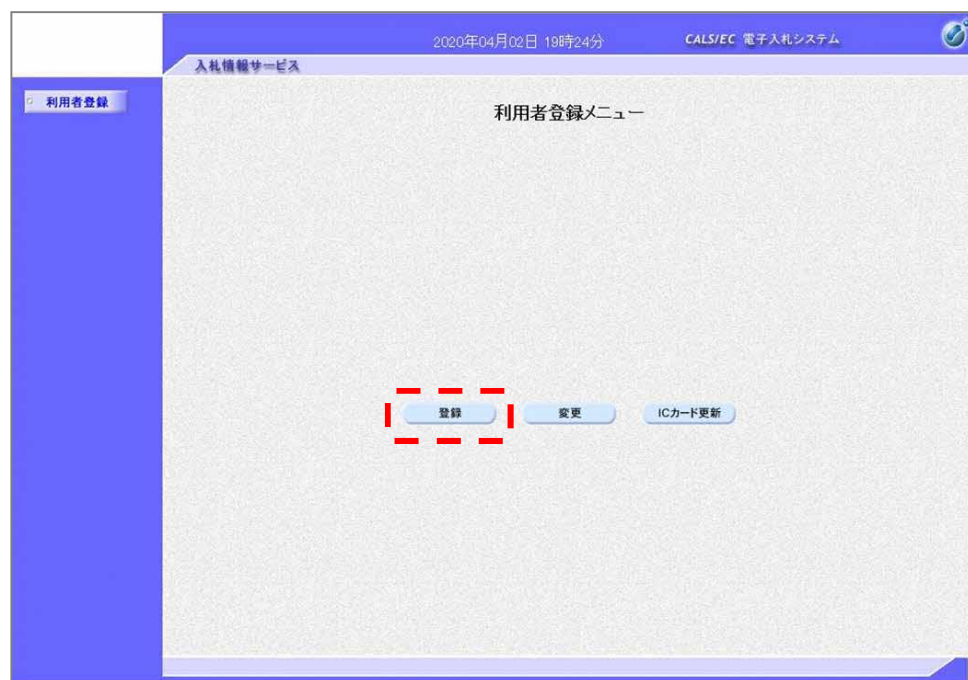 2020年04月02日 19時24分 CALS/EC 電子入札システム
入札情報サービス
利用者登録
利用者登録メニュー
登録 変更 ICカード更新